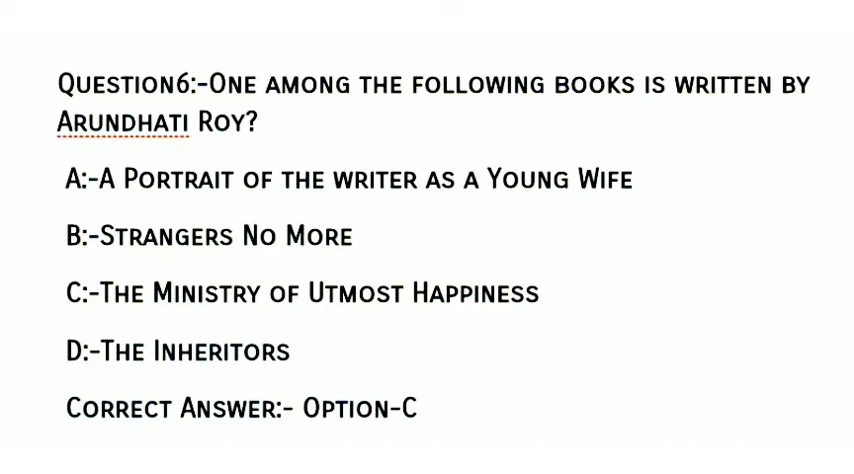 Question6:-One among the following books is written by
Arundhati Roy?
A:-A Portrait of the writer as a Young Wife
B:-Strangers No More
C:-The Ministry of Utmost Happiness
D:-The Inheritors
Correct Answer:- Option-C